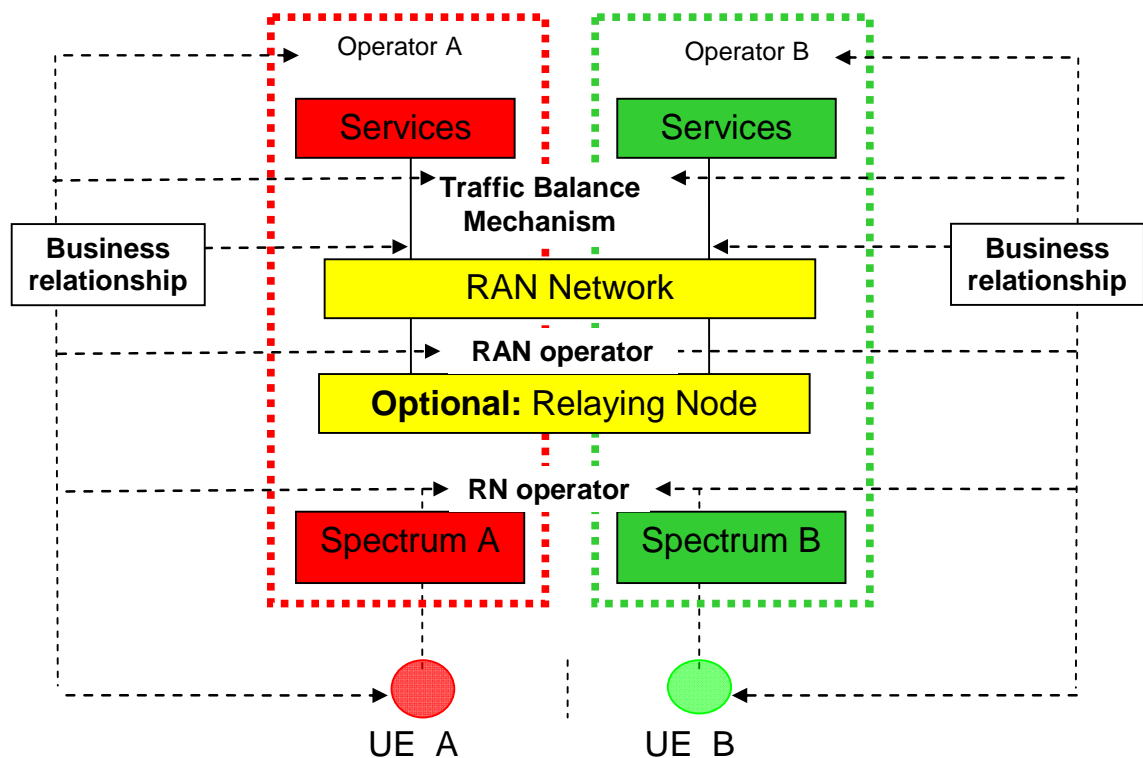 Operator A
Operator B
Services
Services
Traffic Balance
Mechanism
Business
relationship
Business
relationship
RAN Network
RAN operator
Optional: Relaying Node
RN operator
Spectrum A
Spectrum B
UE A
UE B